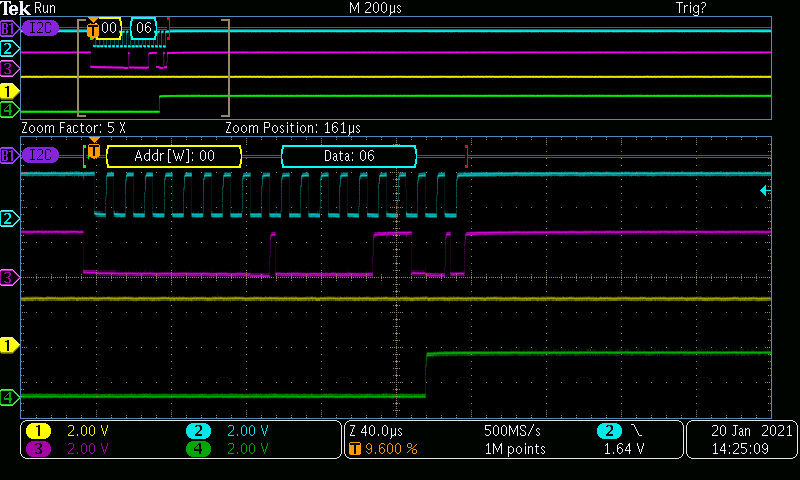 Tek Run M 200µs Trig?
B1 I2C T 00 06
2
3
1
4
Zoom Factor: 5 X Zoom Position: 161µs
B1 I2C T Addr[W]: 00 Data: 06
2
3
1
4
1 2.00 V 2 2.00 V Z 40.0µs 500MS/s 2 1.64 V 20 Jan 2021
3 2.00 V 4 2.00 V T 9.600 % 1M points 14:25:09